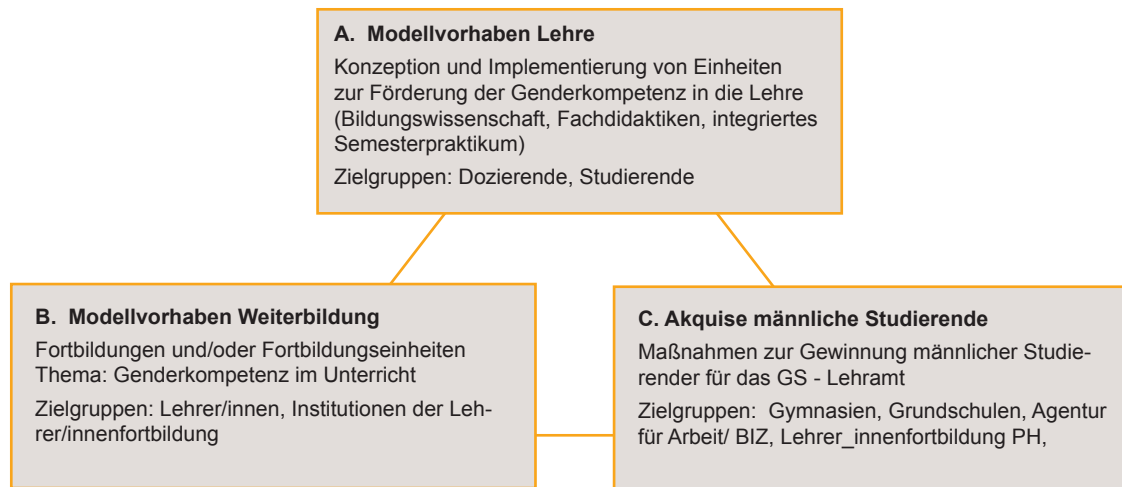 A. Modellvorhaben Lehre
Konzeption und Implementierung von Einheiten
zur Förderung der Genderkompetenz in die Lehre
(Bildungswissenschaft, Fachdidaktiken, integriertes
Semesterpraktikum)
Zielgruppen: Dozierende, Studierende
B. Modellvorhaben Weiterbildung
Fortbildungen und/oder Fortbildungseinheiten
Thema: Genderkompetenz im Unterricht
Zielgruppen: Lehrer/innen, Institutionen der Leh-
rer/innenfortbildung
C. Akquise männliche Studierende
Maßnahmen zur Gewinnung männlicher Studie-
render für das GS - Lehramt
Zielgruppen: Gymnasien, Grundschulen, Agentur
für Arbeit/ BIZ, Lehrer_innenfortbildung PH,